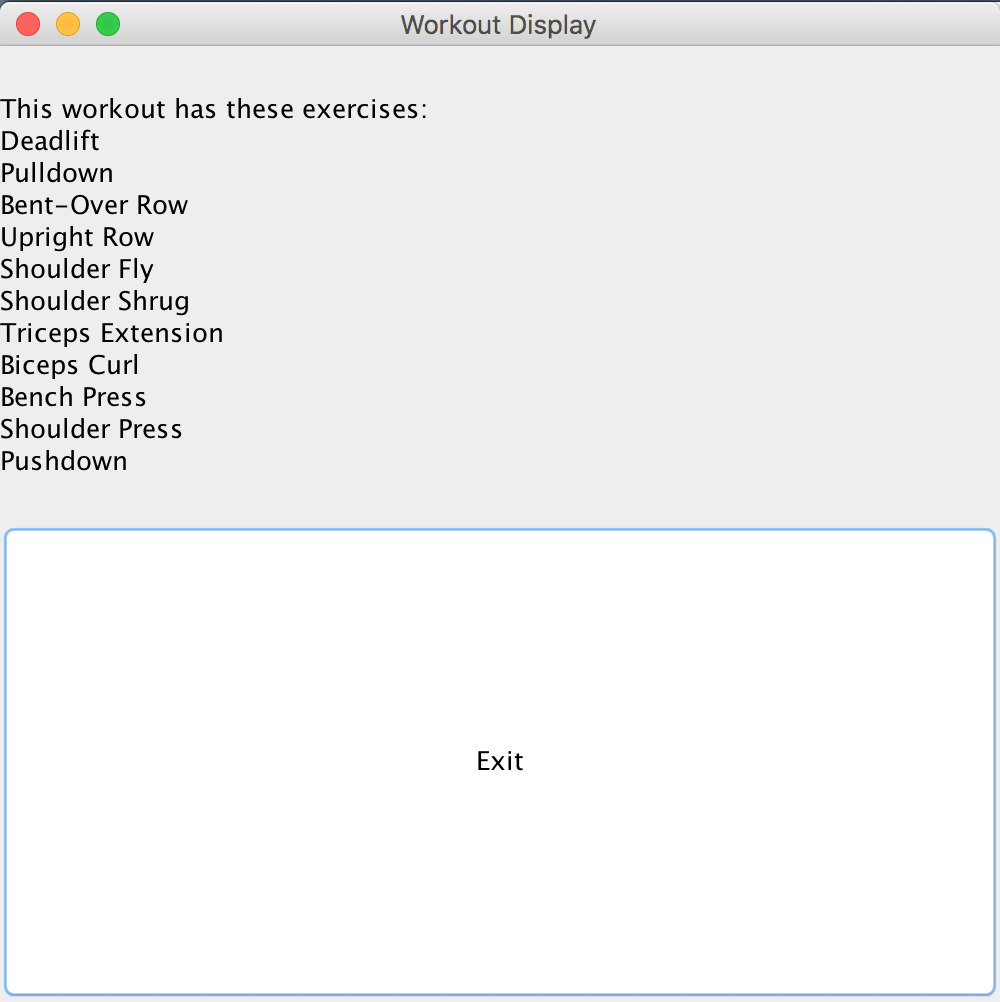 Workout Display
This workout has these exercises:
Deadlift
Pulldown
Bent-Over Row
Upright Row
Shoulder Fly
Shoulder Shrug
Triceps Extension
Biceps Curl
Bench Press
Shoulder Press
Pushdown
Exit